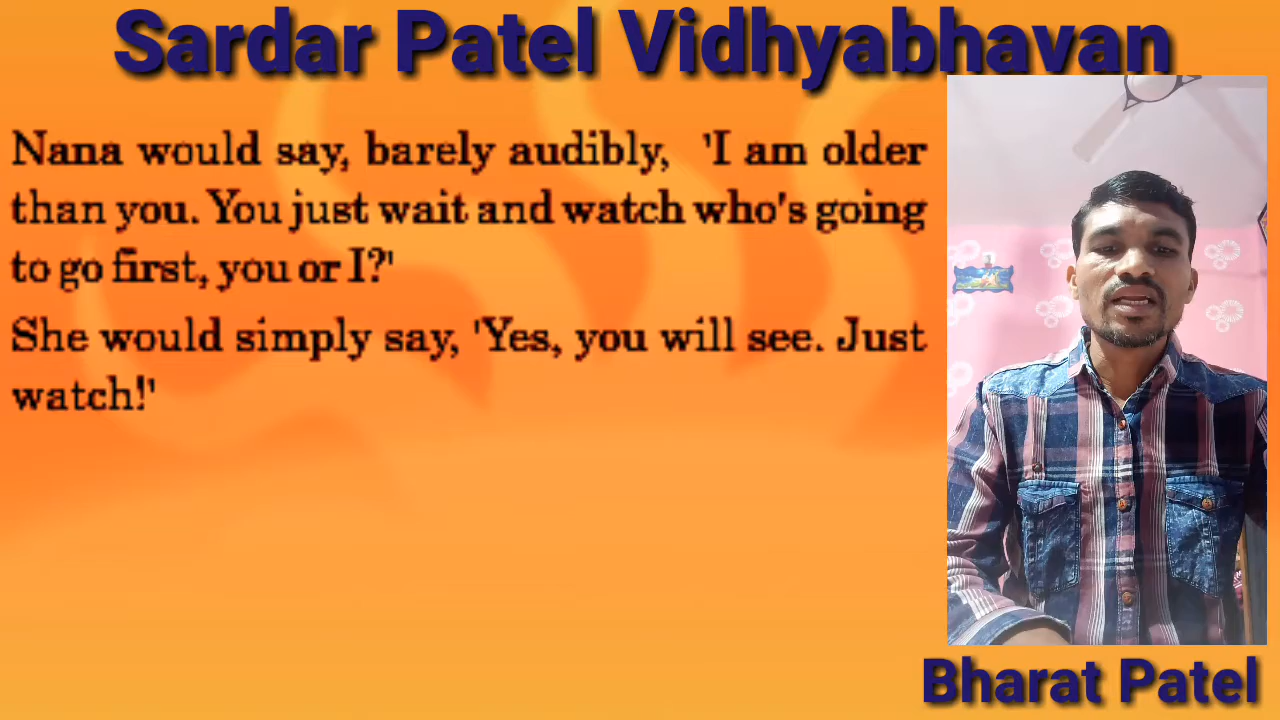 Sardar Patel Vidhyabhavan
Nana would say, barely audibly, 'I am older
than you. You just wait and watch who's going
to go first, you or I?'
She would simply say, 'Yes, you will see. Just
watch!'
Bharat Patel